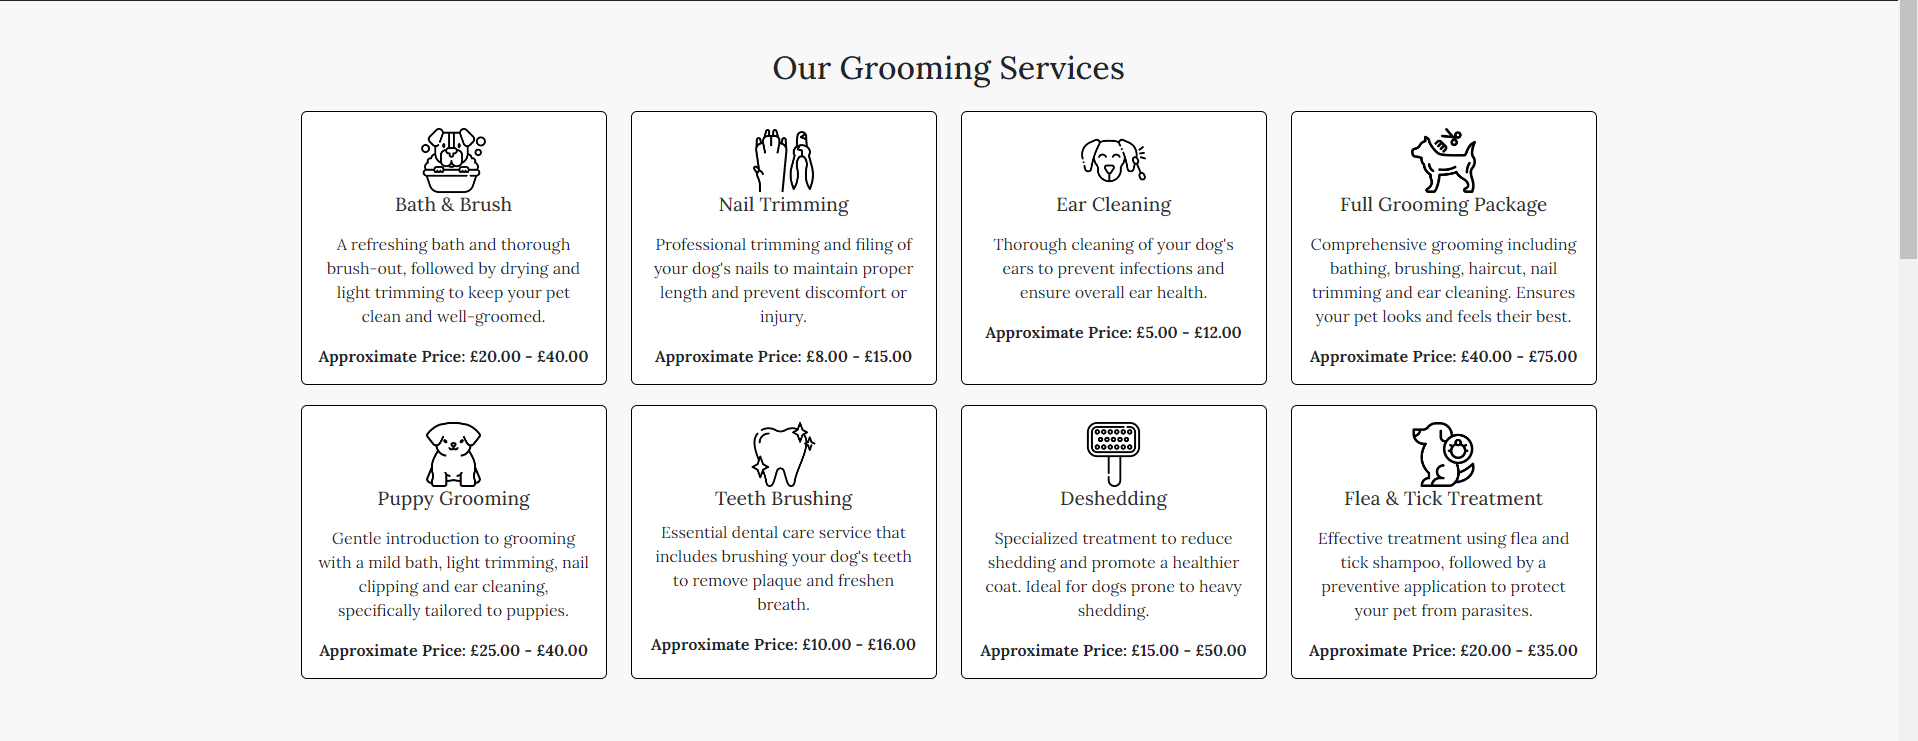 Our Grooming Services
Bath & Brush
A refreshing bath and thorough
brush-out, followed by drying and
light trimming to keep your pet
clean and well-groomed.
Approximate Price: £20.00 - £40.00
Nail Trimming
Professional trimming and filing of
your dog's nails to maintain proper
length and prevent discomfort or
injury.
Approximate Price: £8.00 - £15.00
Ear Cleaning
Thorough cleaning of your dog's
ears to prevent infections and
ensure overall ear health.
Approximate Price: £5.00 - £12.00
Full Grooming Package
Comprehensive grooming including
bathing, brushing, haircut, nail
trimming and ear cleaning. Ensures
your pet looks and feels their best.
Approximate Price: £40.00 - £75.00
Puppy Grooming
Gentle introduction to grooming
with a mild bath, light trimming, nail
clipping and ear cleaning,
specifically tailored to puppies.
Approximate Price: £25.00 - £40.00
Teeth Brushing
Essential dental care service that
includes brushing your dog's teeth
to remove plaque and freshen
breath.
Approximate Price: £10.00 - £16.00
Deshedding
Specialized treatment to reduce
shedding and promote a healthier
coat. Ideal for dogs prone to heavy
shedding.
Approximate Price: £15.00 - £50.00
Flea & Tick Treatment
Effective treatment using flea and
tick shampoo, followed by a
preventive application to protect
your pet from parasites.
Approximate Price: £20.00 - £35.00